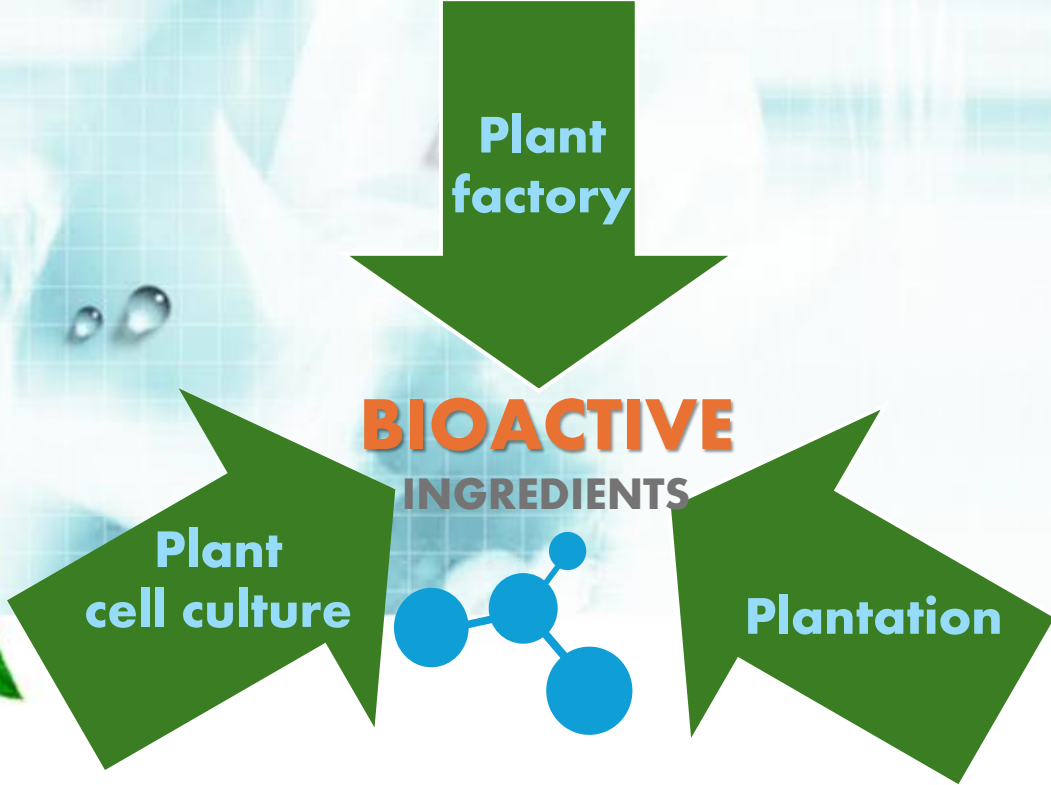 Plant
factory
BIOACTIVE
INGREDIENTS
Plant
cell culture
Plantation